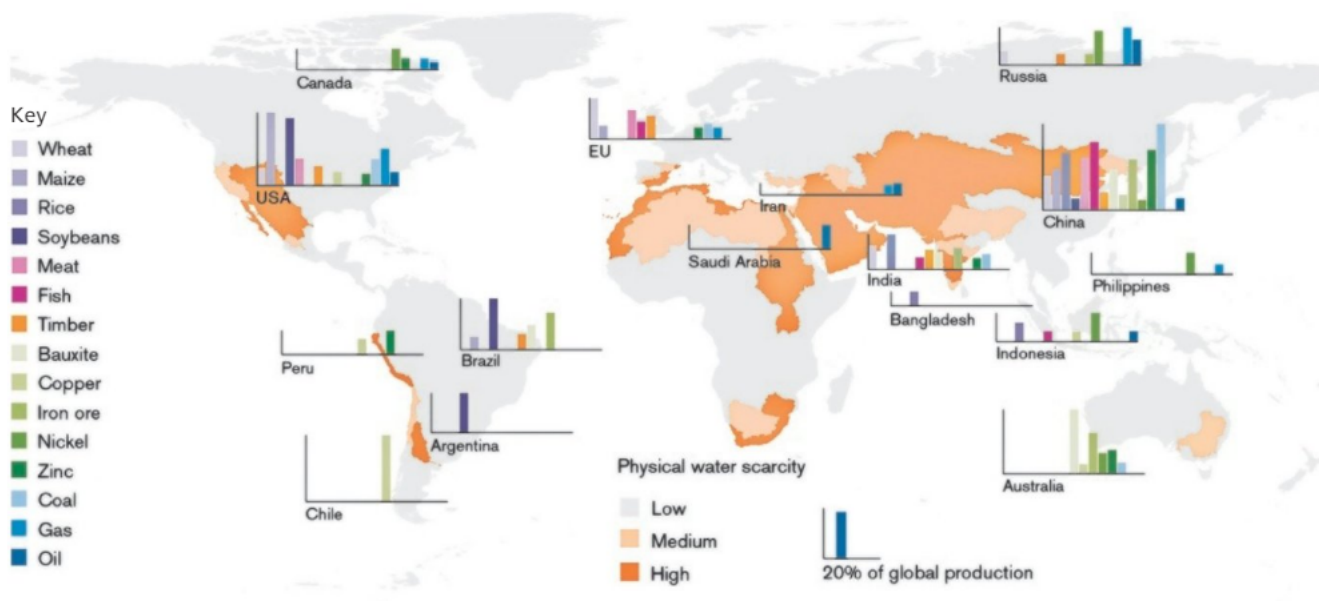 Canada
Russia
Key
Wheat
Maize
Rice
Soybeans
Meat
Fish
Timber
Bauxite
Copper
Iron ore
Nickel
Zinc
Coal
Gas
Oil
USA
EU
Iran
China
Saudi Arabia
India
Philippines
Bangladesh
Indonesia
Peru
Brazil
Argentina
Chile
Australia
Physical water scarcity
Low
Medium
High
20% of global production